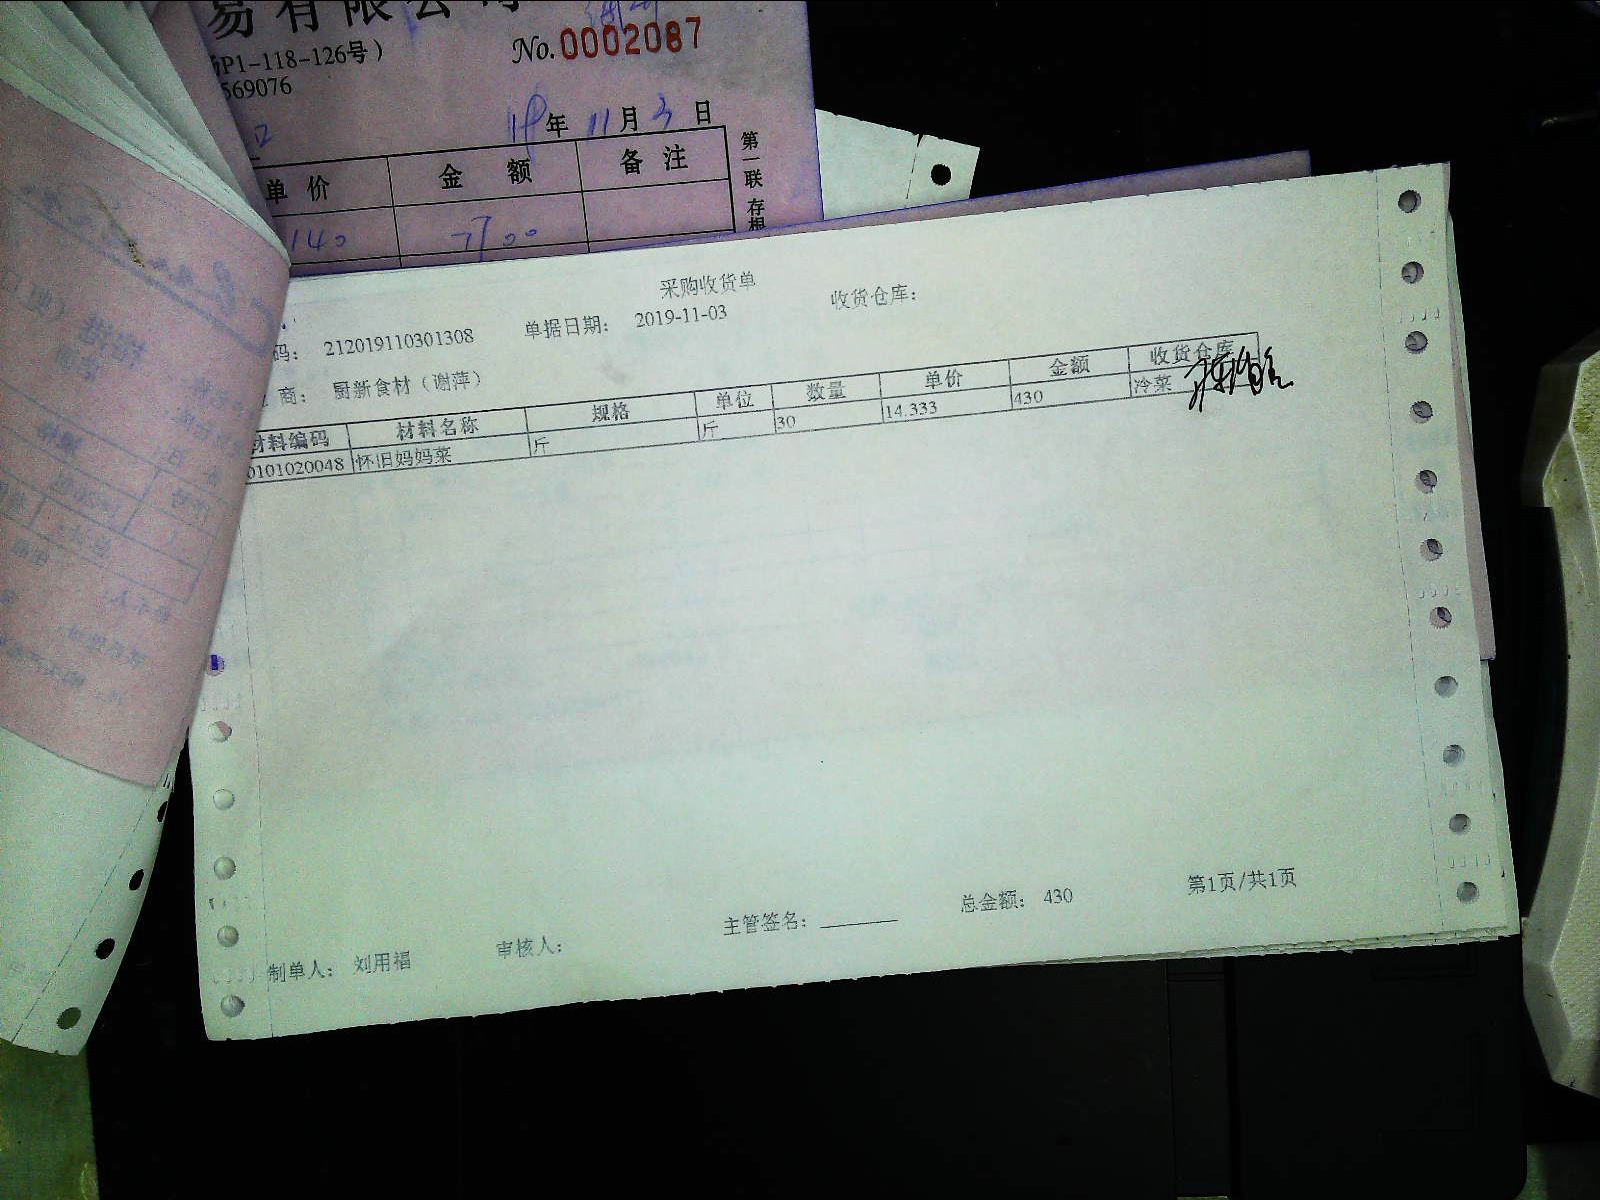 易有限公司
No.0002087
P1-118-126号）
569076
19年 11月 3日
单价 金额 备注
140 700
第一联 存根
采购收货单
码： 212019110301308 单据日期： 2019-11-03 收货仓库：
商： 厨新食材（谢萍）
材料编码 材料名称 规格 单位 数量 单价 金额 收货仓库
0101020048 怀旧妈妈菜 斤 斤 30 14.333 430 冷菜
制单人： 刘用福 审核人： 主管签名： 总金额： 430 第1页/共1页